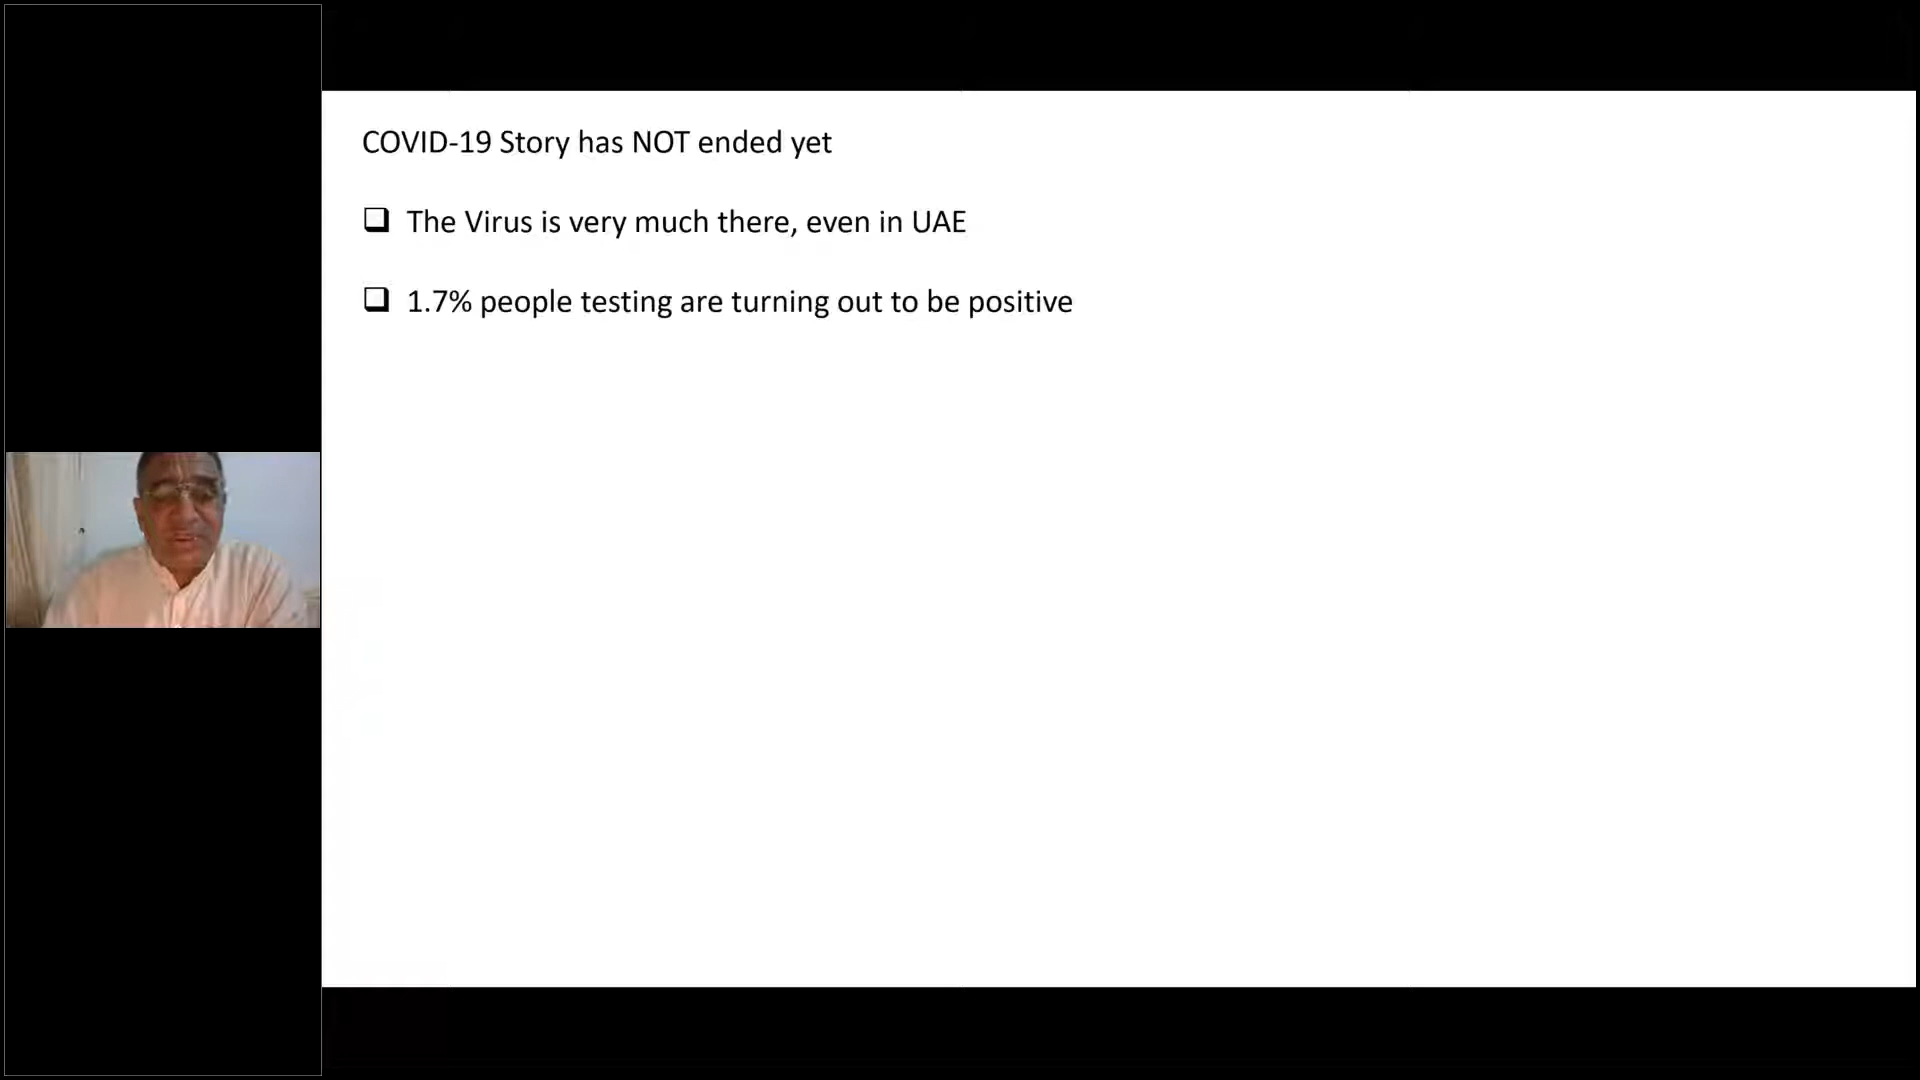 COVID-19 Story has NOT ended yet
❑ The Virus is very much there, even in UAE
❑ 1.7% people testing are turning out to be positive